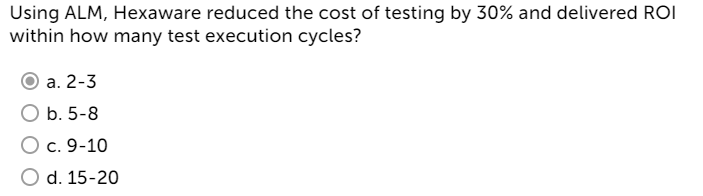 Using ALM, Hexaware reduced the cost of testing by 30% and delivered ROI
within how many test execution cycles?
a. 2-3
b. 5-8
c. 9-10
d. 15-20